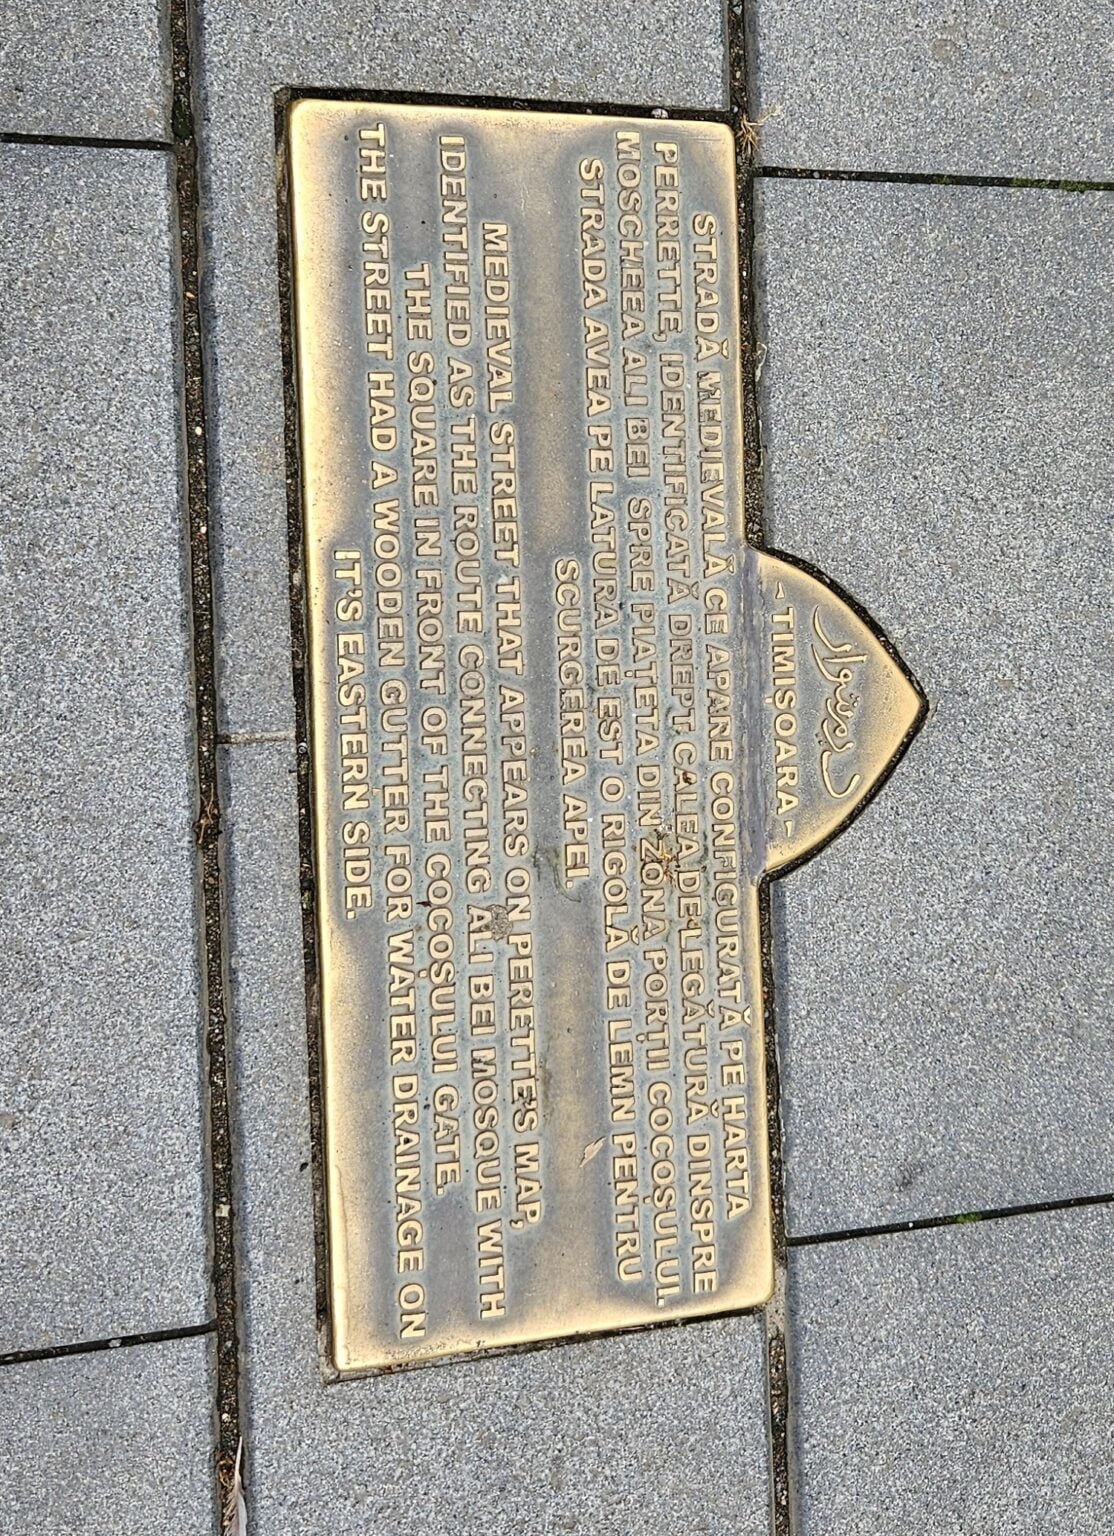 - TIMIȘOARA -
STRADĂ MEDIEVALĂ CE APARE CONFIGURATĂ PE HARTA
PERRETTE, IDENTIFICATĂ DREPT CALEA DE LEGĂTURĂ DINSPRE
MOSCHEEA ALI BEI SPRE PIAȚETA DIN ZONA PORȚII COCOȘULUI.
STRADA AVEA PE LATURA DE EST O RIGOLĂ DE LEMN PENTRU
SCURGEREA APEI.
MEDIEVAL STREET THAT APPEARS ON PERETTE'S MAP,
IDENTIFIED AS THE ROUTE CONNECTING ALI BEI MOSQUE WITH
THE SQUARE IN FRONT OF THE COCOȘULUI GATE.
THE STREET HAD A WOODEN GUTTER FOR WATER DRAINAGE ON
IT'S EASTERN SIDE.